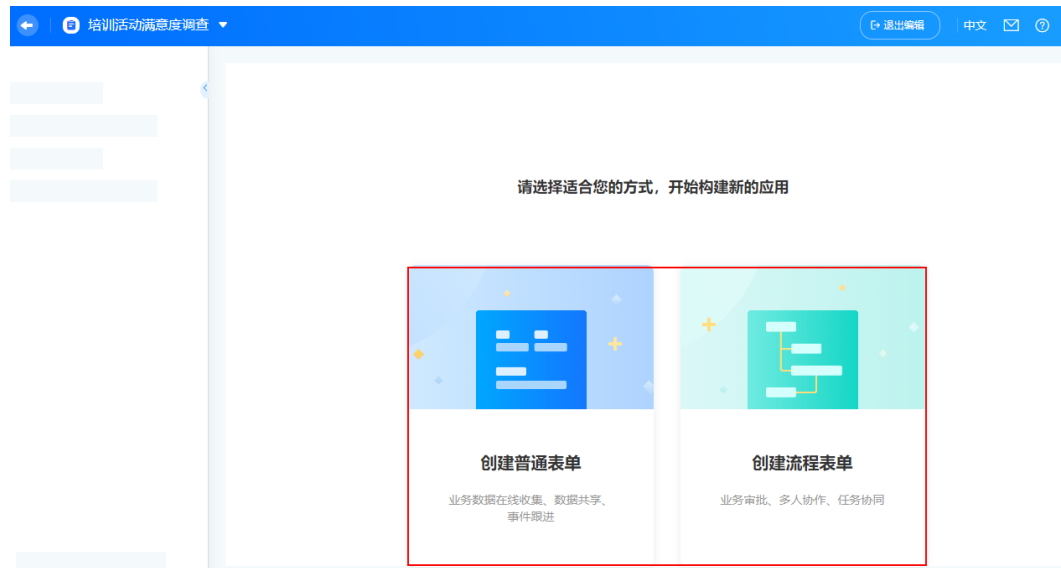 培训活动满意度调查
退出编辑
中文
请选择适合您的方式，开始构建新的应用
创建普通表单
业务数据在线收集、数据共享、
事件跟进
创建流程表单
业务审批、多人协作、任务协同